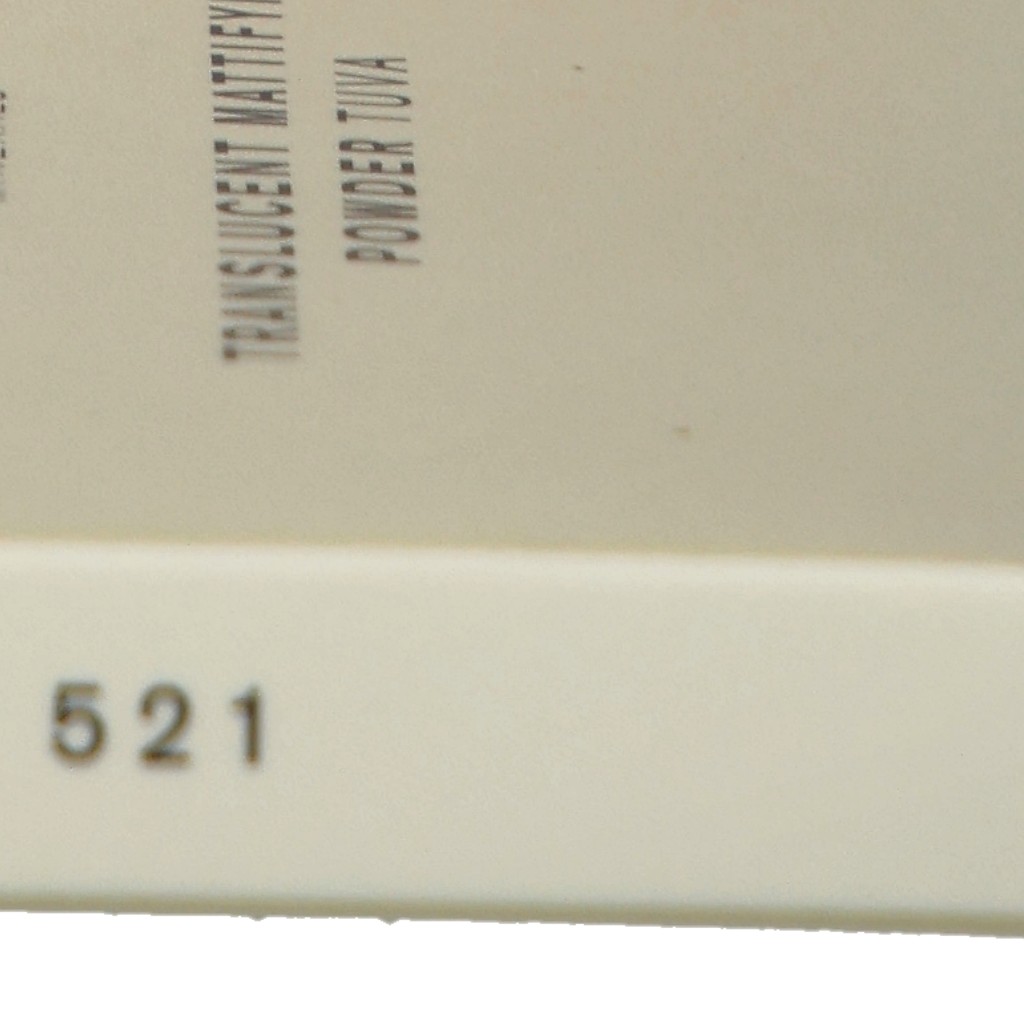 TRANSLUCENT MATTIFYI
POWDER TUVA
521